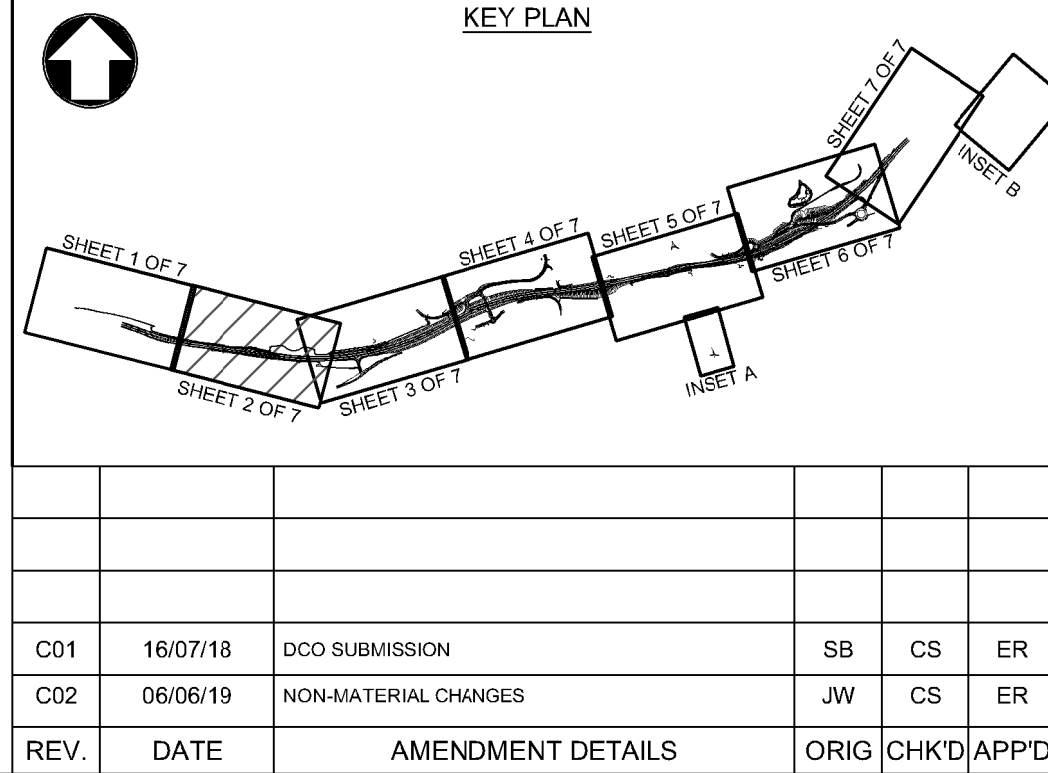 KEY PLAN
SHEET 1 OF 7
SHEET 2 OF 7
SHEET 3 OF 7
SHEET 4 OF 7
SHEET 5 OF 7
SHEET 6 OF 7
SHEET 7 OF 7
INSET A
INSET B
C01 16/07/18 DCO SUBMISSION SB CS ER
C02 06/06/19 NON-MATERIAL CHANGES JW CS ER
REV. DATE AMENDMENT DETAILS ORIG CHK'D APP'D